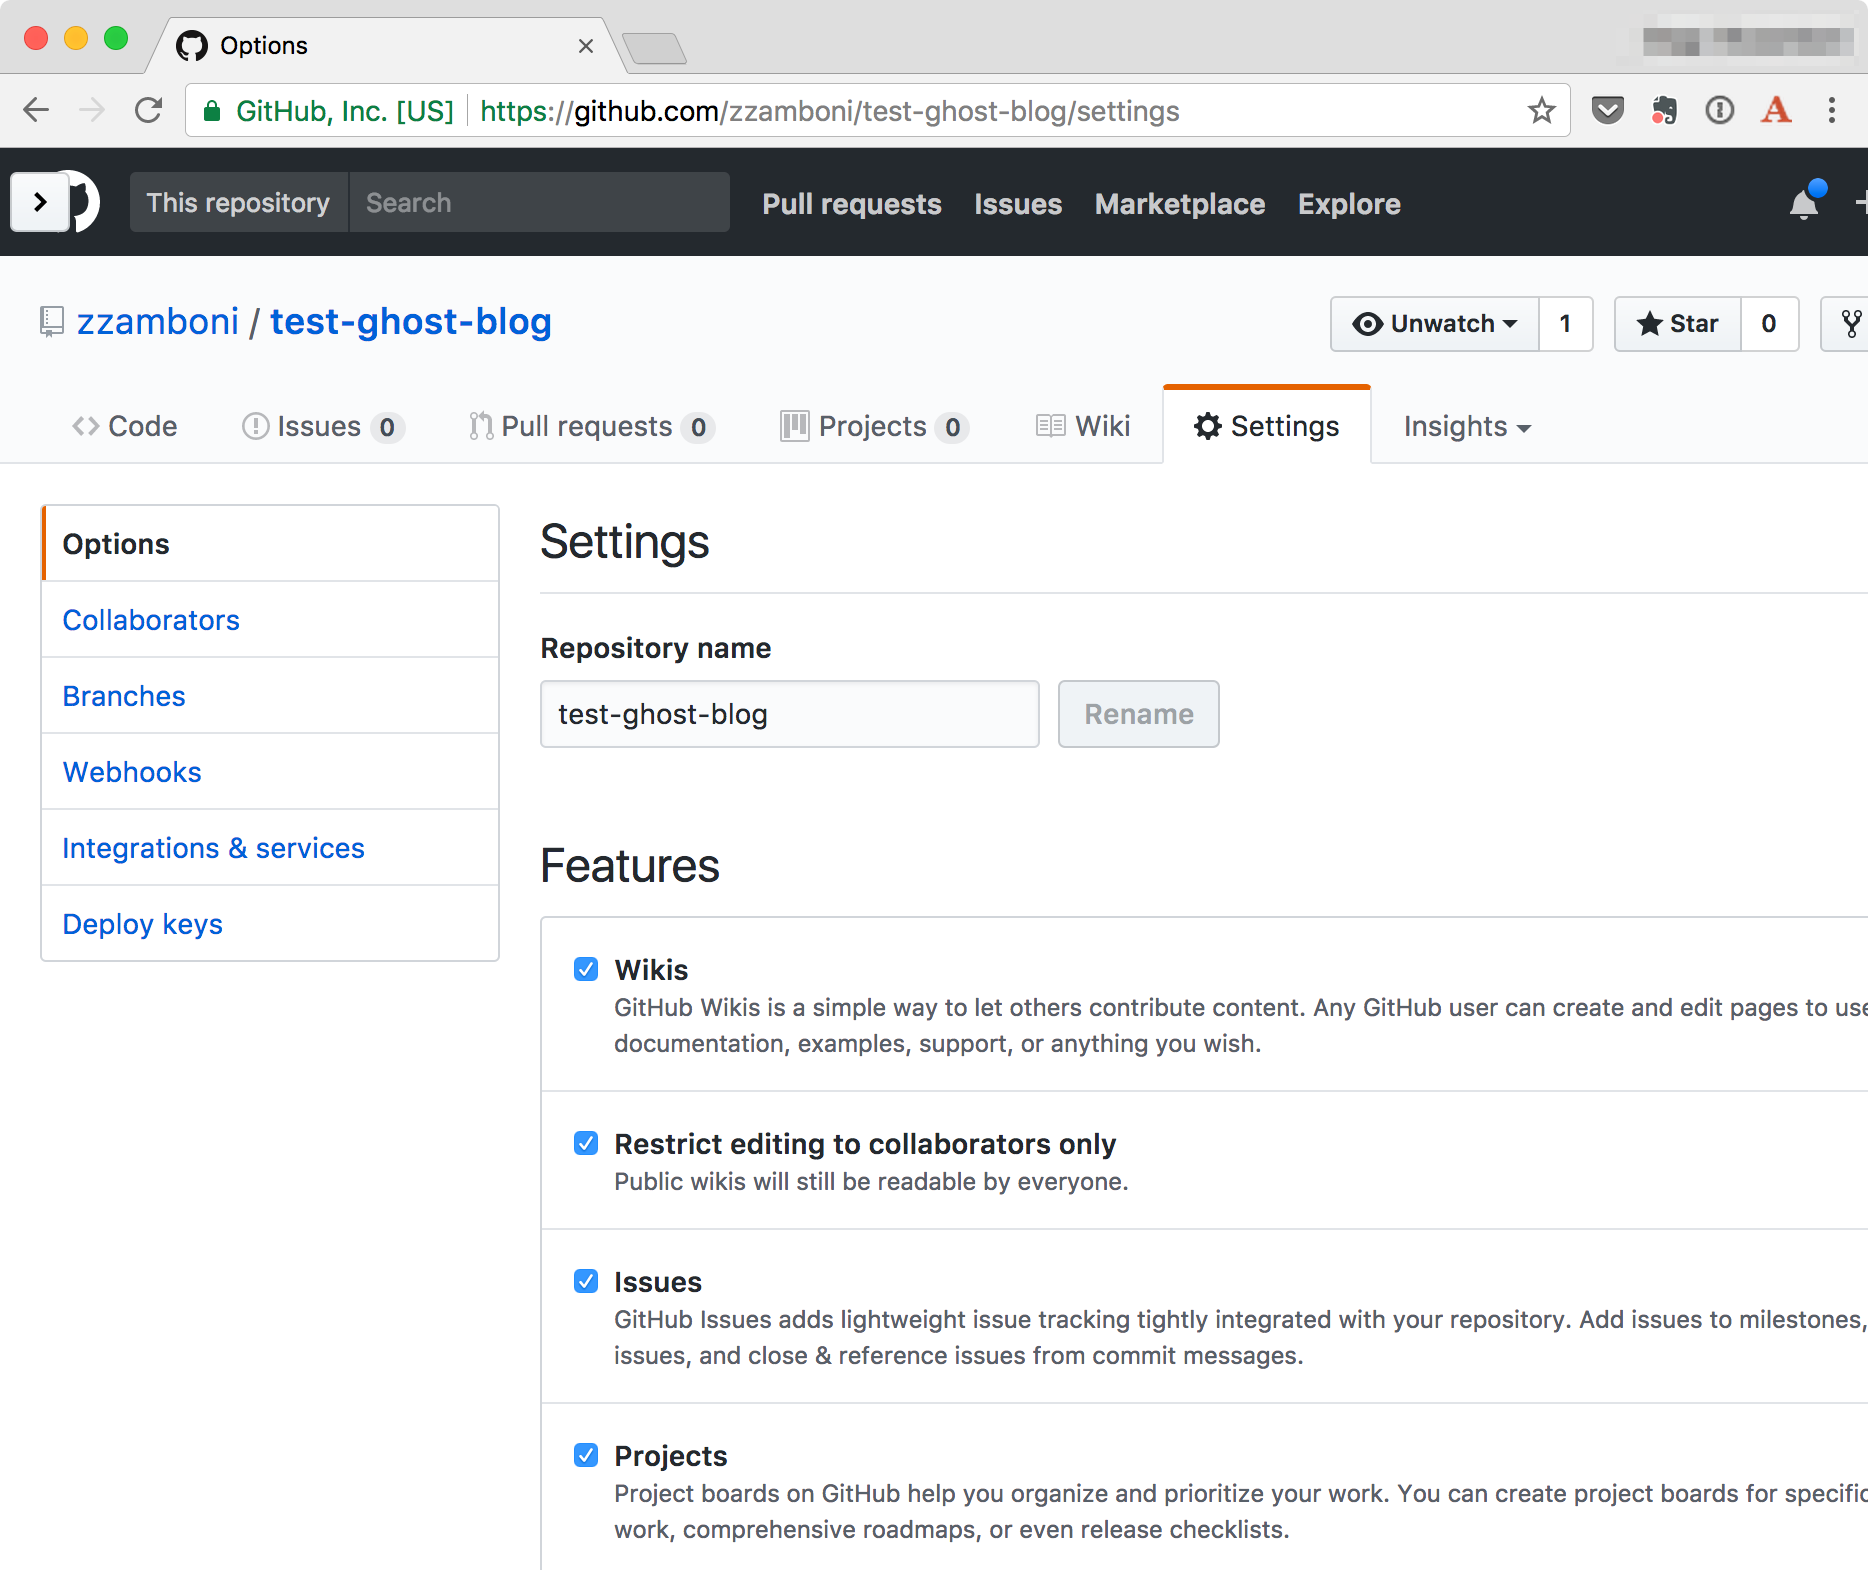 Options
GitHub, Inc. [US] https://github.com/zzamboni/test-ghost-blog/settings
This repository Search Pull requests Issues Marketplace Explore
zzamboni / test-ghost-blog Unwatch 1 Star 0
Code Issues 0 Pull requests 0 Projects 0 Wiki Settings Insights
Options
Collaborators
Branches
Webhooks
Integrations & services
Deploy keys
Settings
Repository name
test-ghost-blog Rename
Features
Wikis
GitHub Wikis is a simple way to let others contribute content. Any GitHub user can create and edit pages to use
documentation, examples, support, or anything you wish.
Restrict editing to collaborators only
Public wikis will still be readable by everyone.
Issues
GitHub Issues adds lightweight issue tracking tightly integrated with your repository. Add issues to milestones,
issues, and close & reference issues from commit messages.
Projects
Project boards on GitHub help you organize and prioritize your work. You can create project boards for specific
work, comprehensive roadmaps, or even release checklists.